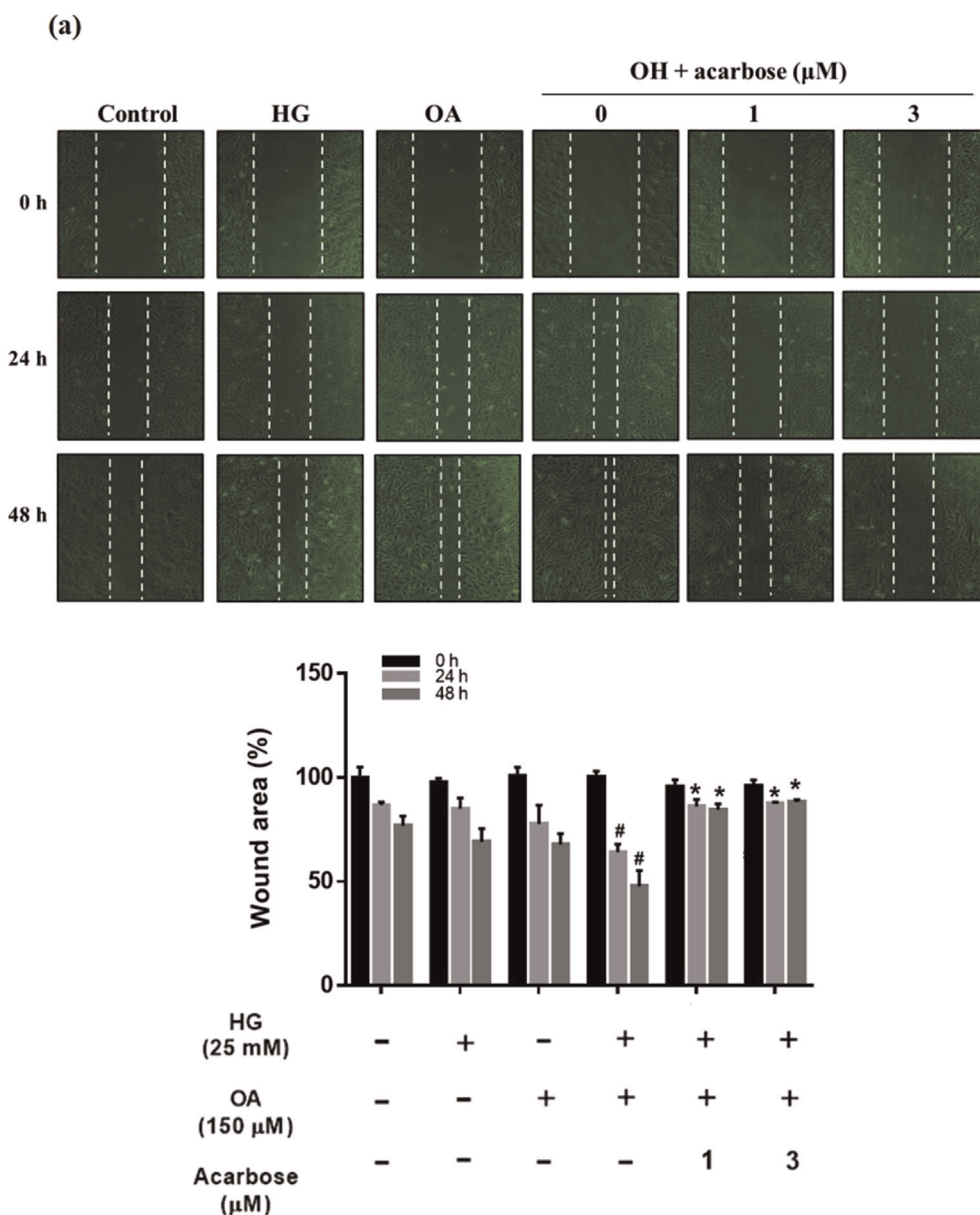 (a)
OH + acarbose (μM)
Control HG OA 0 1 3
0 h
24 h
48 h
150
100
50
0
Wound area (%)
0 h
24 h
48 h
# # * * * *
HG
(25 mM) – + – + + +
OA
(150 μM) – – + + + +
Acarbose
(μM) – – – – 1 3